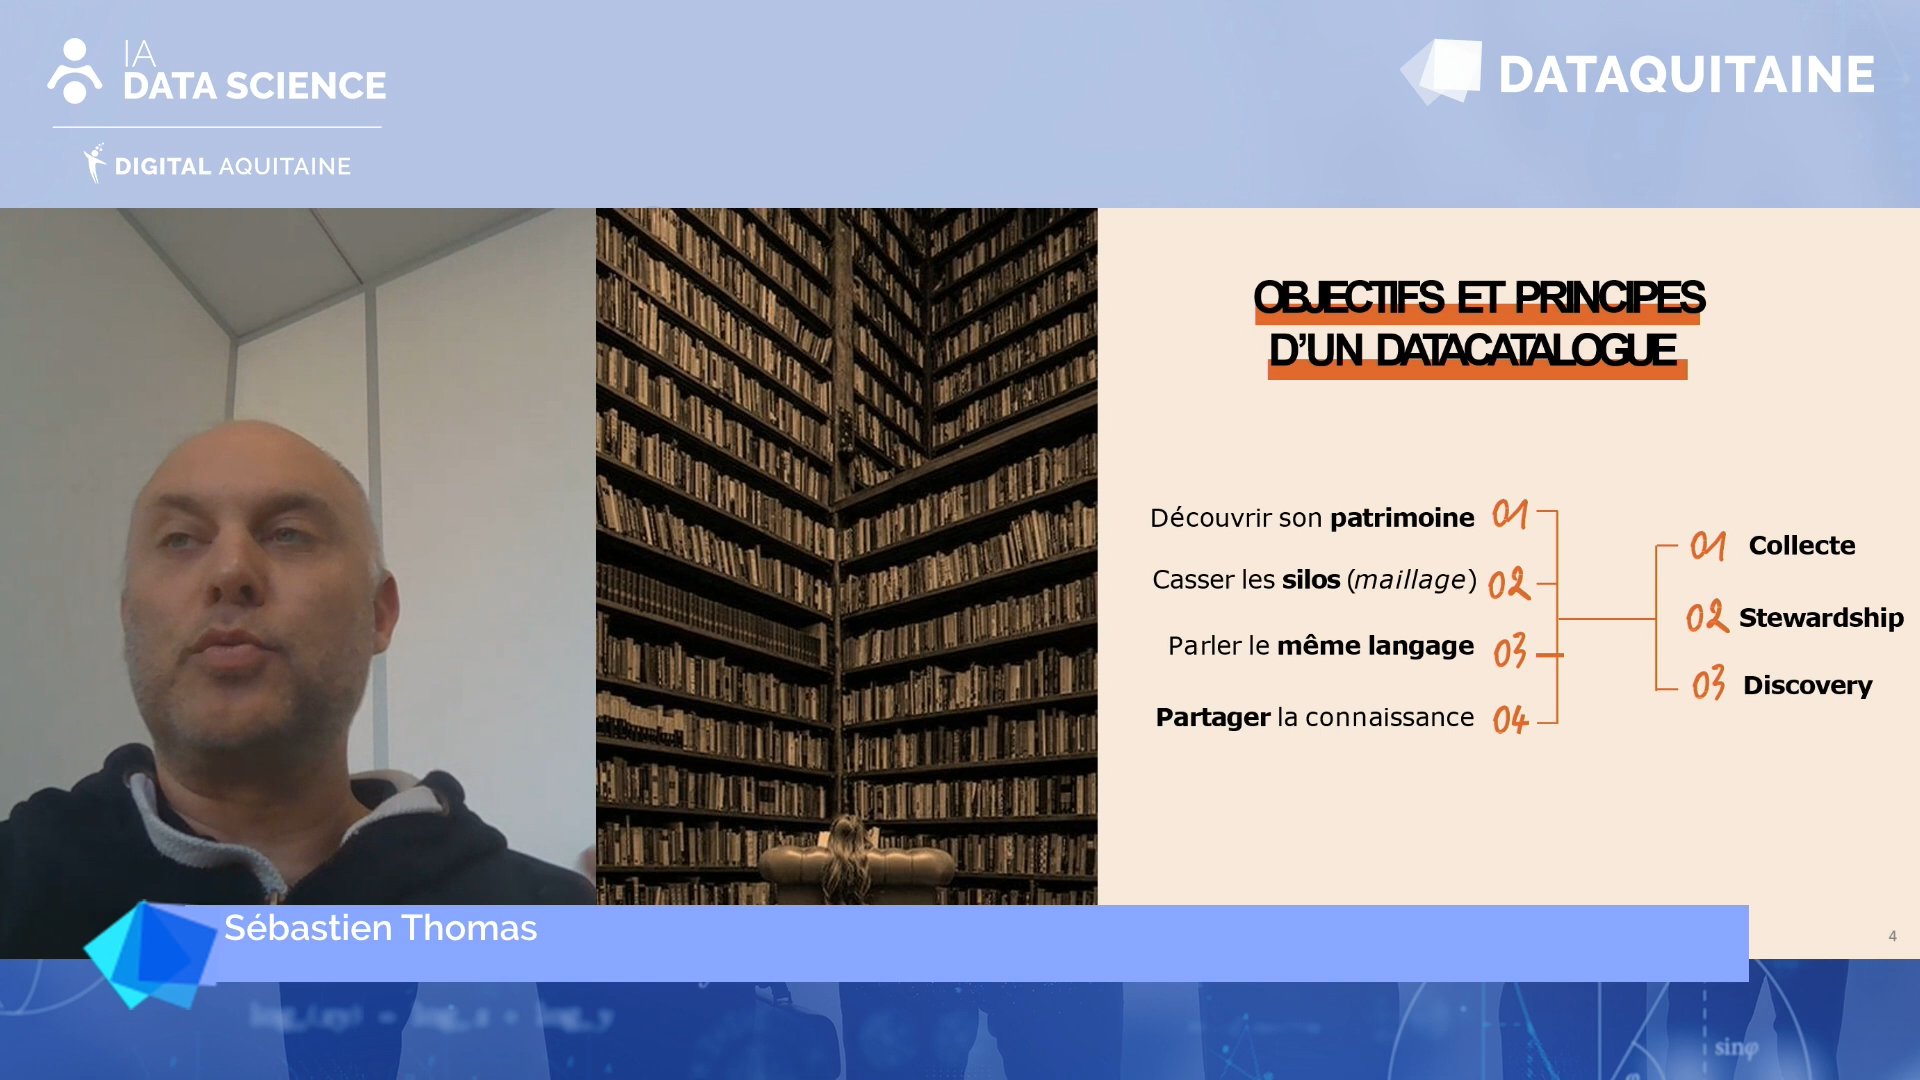 IA
DATA SCIENCE
DIGITAL AQUITAINE
DATAQUITAINE
OBJECTIFS ET PRINCIPES
D’UN DATACATALOGUE
Découvrir son patrimoine 01
Casser les silos (maillage) 02
Parler le même langage 03
Partager la connaissance 04
01 Collecte
02 Stewardship
03 Discovery
4
Sébastien Thomas
sinφ